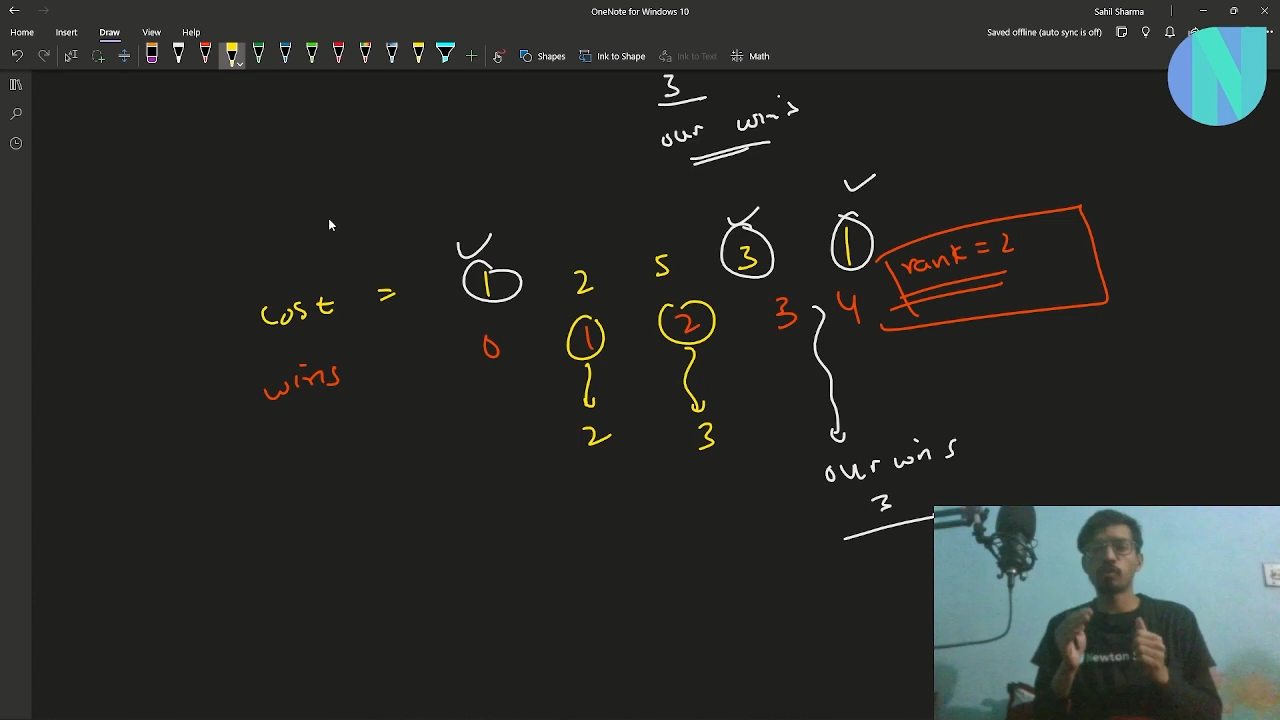 OneNote for Windows 10
Sahil Sharma
Home Insert Draw View Help
Saved offline (auto sync is off)
Shapes Ink to Shape Ink to Text Math
3
our wins
cost = 1 2 5 3 1
rank = 2
wins 0 1 2 3 4
2 3
our wins
3
Newton